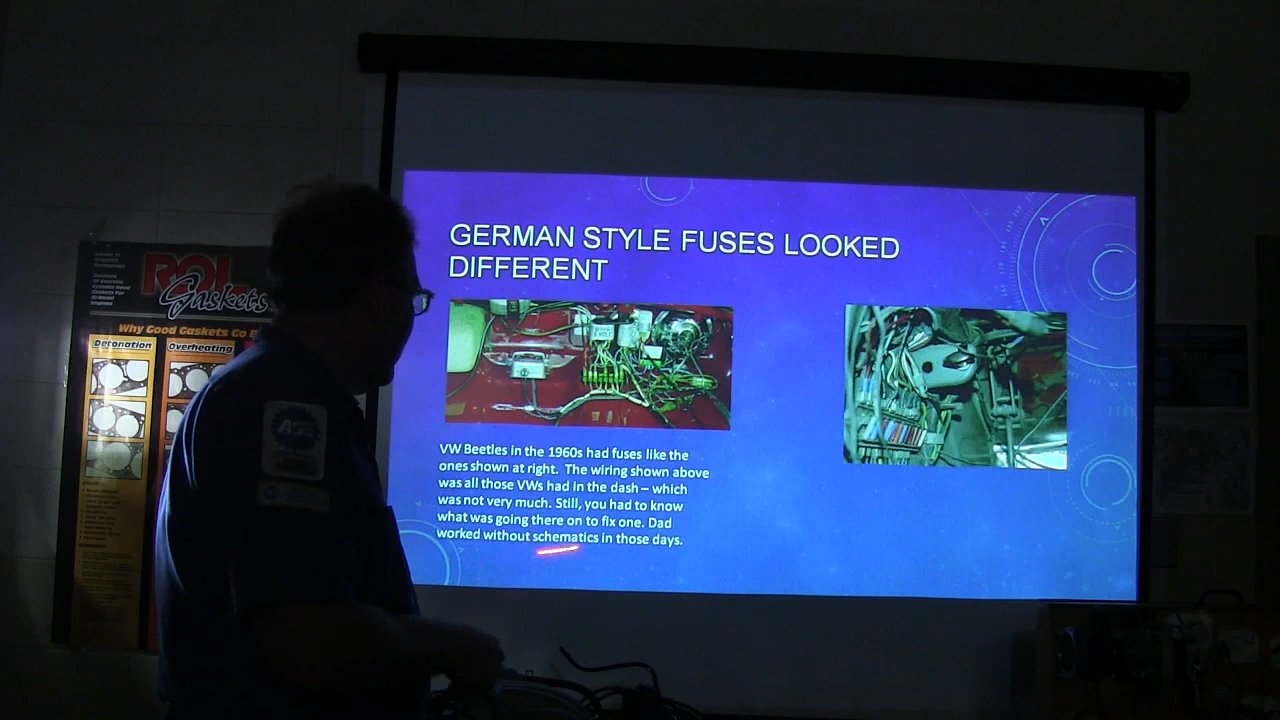 GERMAN STYLE FUSES LOOKED
DIFFERENT
VW Beetles in the 1960s had fuses like the
ones shown at right. The wiring shown above
was all those VWs had in the dash – which
was not very much. Still, you had to know
what was going there on to fix one. Dad
worked without schematics in those days.
ROL
Gaskets
Why Good Gaskets Go
Detonation
Overheating